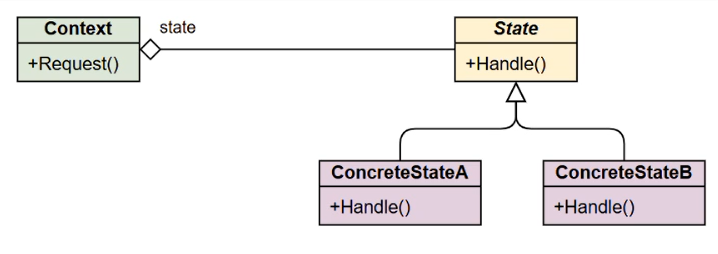 Context
state
State
+Request()
+Handle()
ConcreteStateA
ConcreteStateB
+Handle()
+Handle()